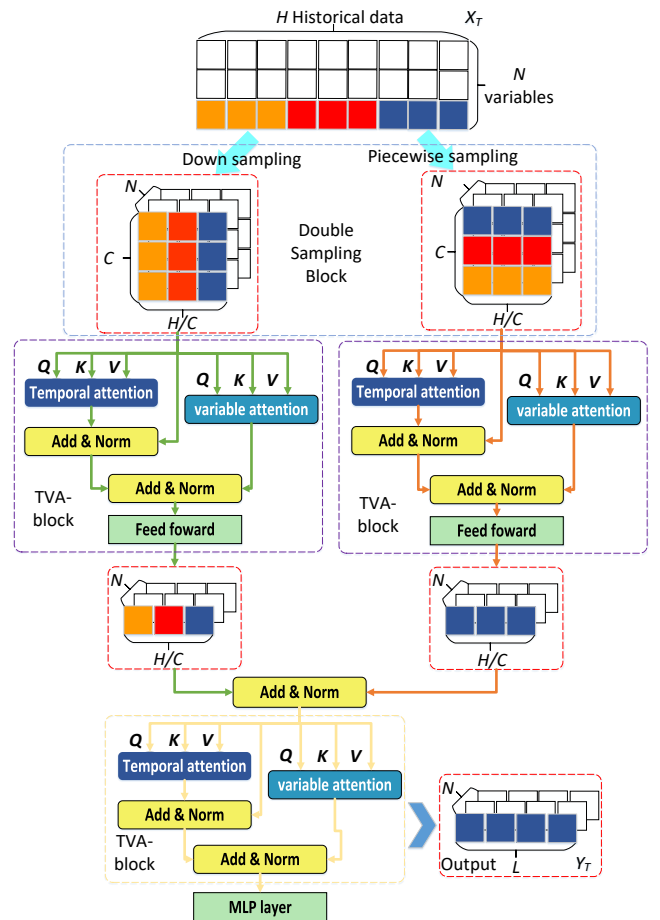 H Historical data
X_T
N
variables
Down sampling
Piecewise sampling
N
C
H/C
Double
Sampling
Block
N
C
H/C
Q K V
Q K V
Temporal attention
variable attention
Add & Norm
Add & Norm
TVA-
block
Feed foward
Q K V
Q K V
Temporal attention
variable attention
Add & Norm
Add & Norm
TVA-
block
Feed foward
N
H/C
N
H/C
Add & Norm
Q K V
Q K V
Temporal attention
variable attention
Add & Norm
TVA-
block
Add & Norm
MLP layer
N
Output
L
Y_T